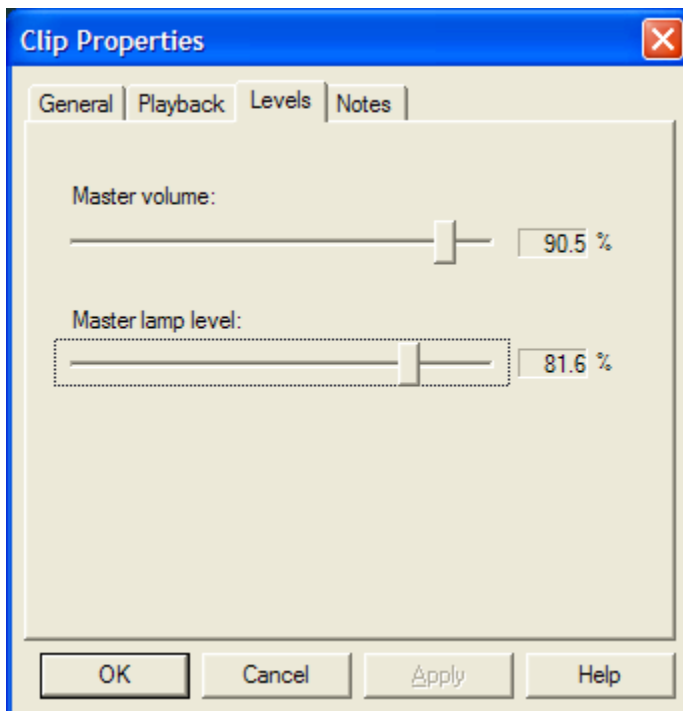 Clip Properties
General Playback Levels Notes
Master volume:
90.5 %
Master lamp level:
81.6 %
OK Cancel Apply Help